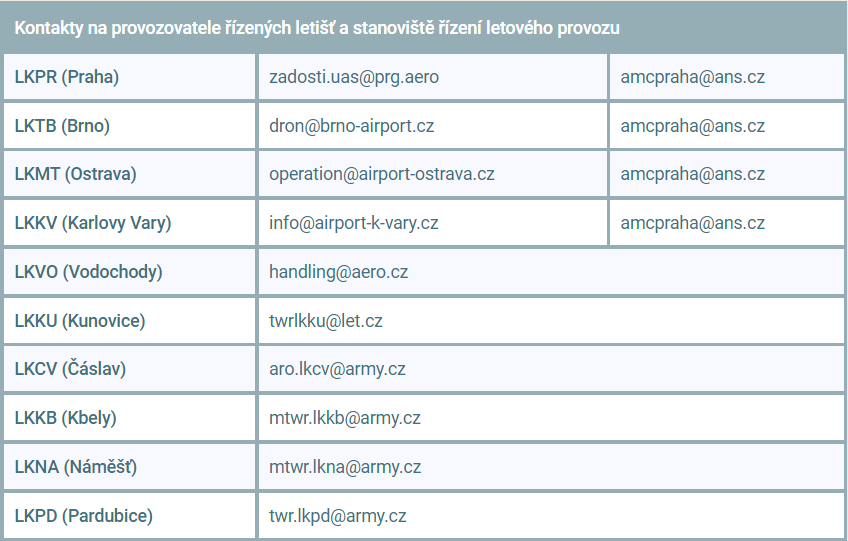 Kontakty na provozovatele řízených letišť a stanoviště řízení letového provozu
LKPR (Praha) zadosti.uas@prg.aero amcpraha@ans.cz
LKTB (Brno) dron@brno-airport.cz amcpraha@ans.cz
LKMT (Ostrava) operation@airport-ostrava.cz amcpraha@ans.cz
LKKV (Karlovy Vary) info@airport-k-vary.cz amcpraha@ans.cz
LKVO (Vodochody) handling@aero.cz
LKKU (Kunovice) twrlkku@let.cz
LKCV (Čáslav) aro.lkcv@army.cz
LKKB (Kbely) mtwr.lkkb@army.cz
LKNA (Náměšť) mtwr.lkna@army.cz
LKPD (Pardubice) twr.lkpd@army.cz